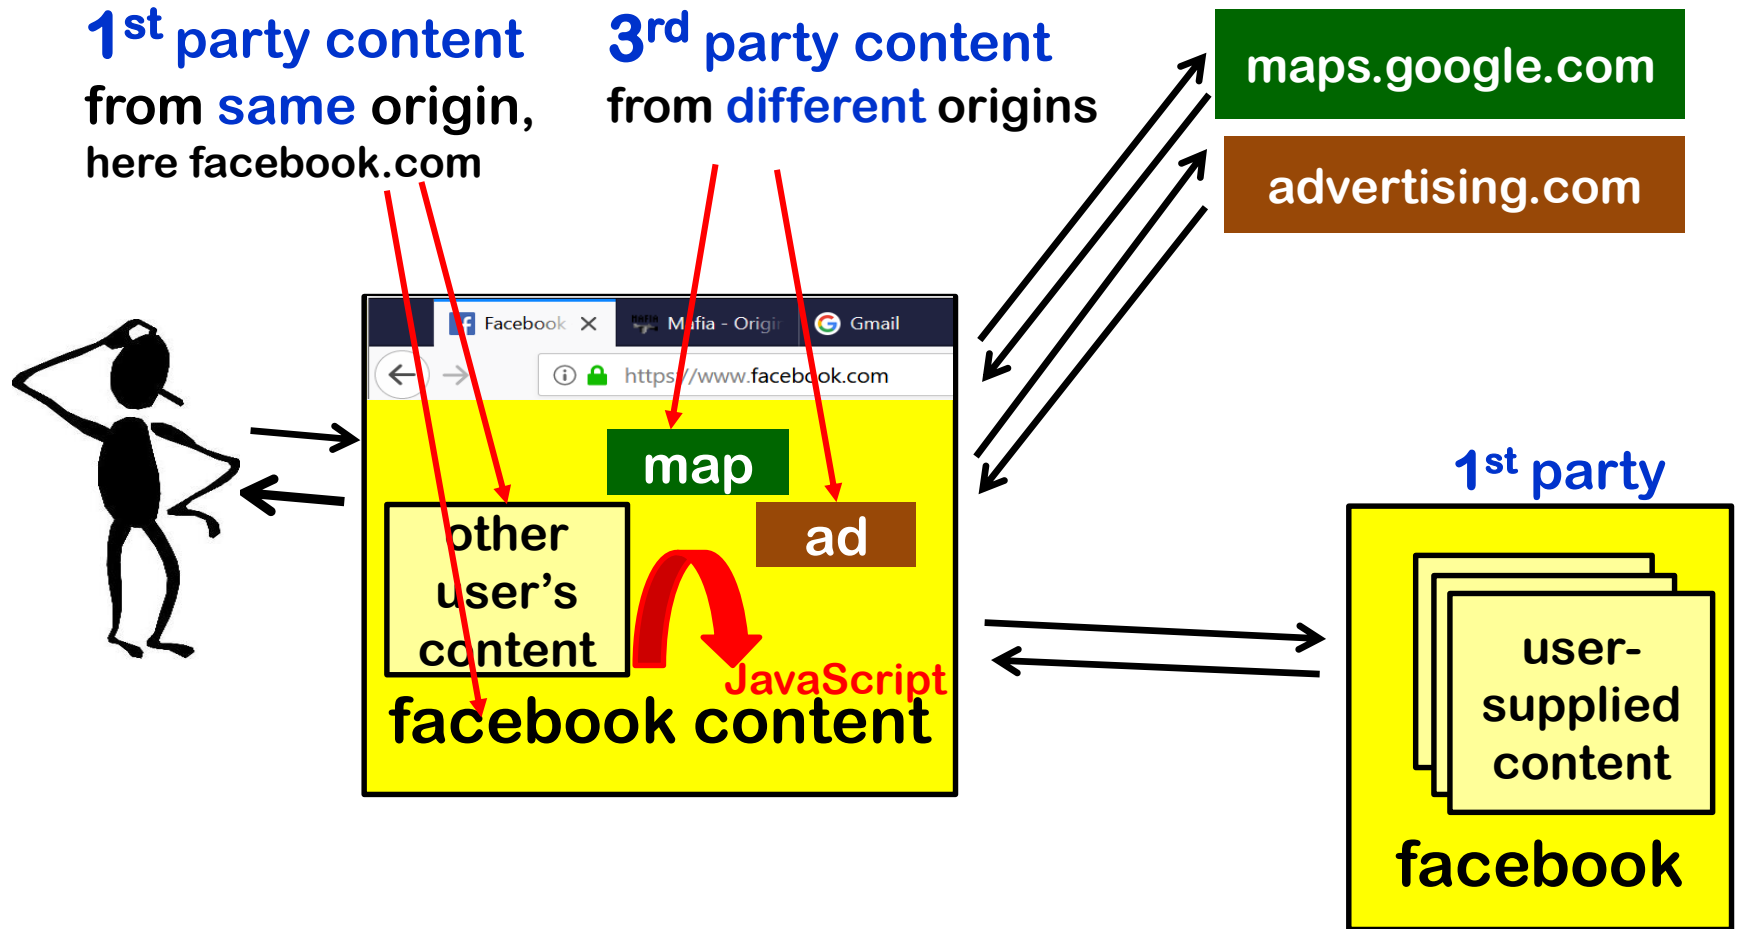 1st party content
from same origin,
here facebook.com
3rd party content
from different origins
maps.google.com
advertising.com
Facebook
Mafia - Origin
Gmail
https://www.facebook.com
map
ad
other
user’s
content
JavaScript
facebook content
1st party
user-
supplied
content
facebook